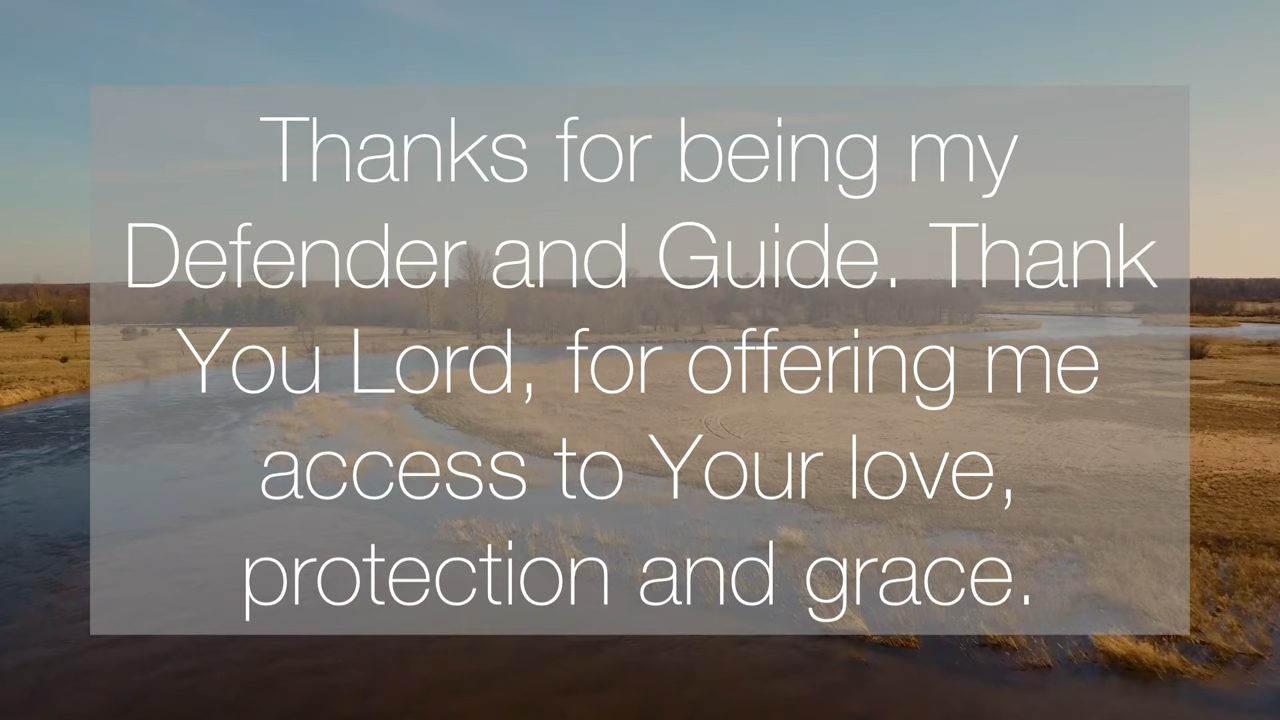 Thanks for being my
Defender and Guide. Thank
You Lord, for offering me
access to Your love,
protection and grace.